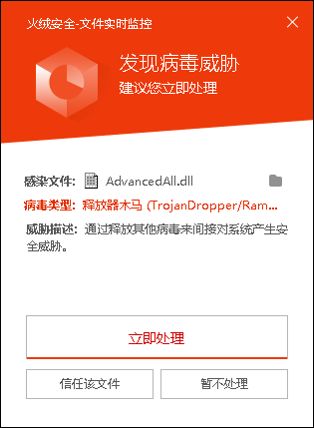 火绒安全-文件实时监控
发现病毒威胁
建议您立即处理
感染文件： AdvancedAll.dll
病毒类型： 释放器木马 (TrojanDropper/Ram...
威胁描述： 通过释放其他病毒来间接对系统产生安
全威胁。
立即处理
信任该文件 暂不处理